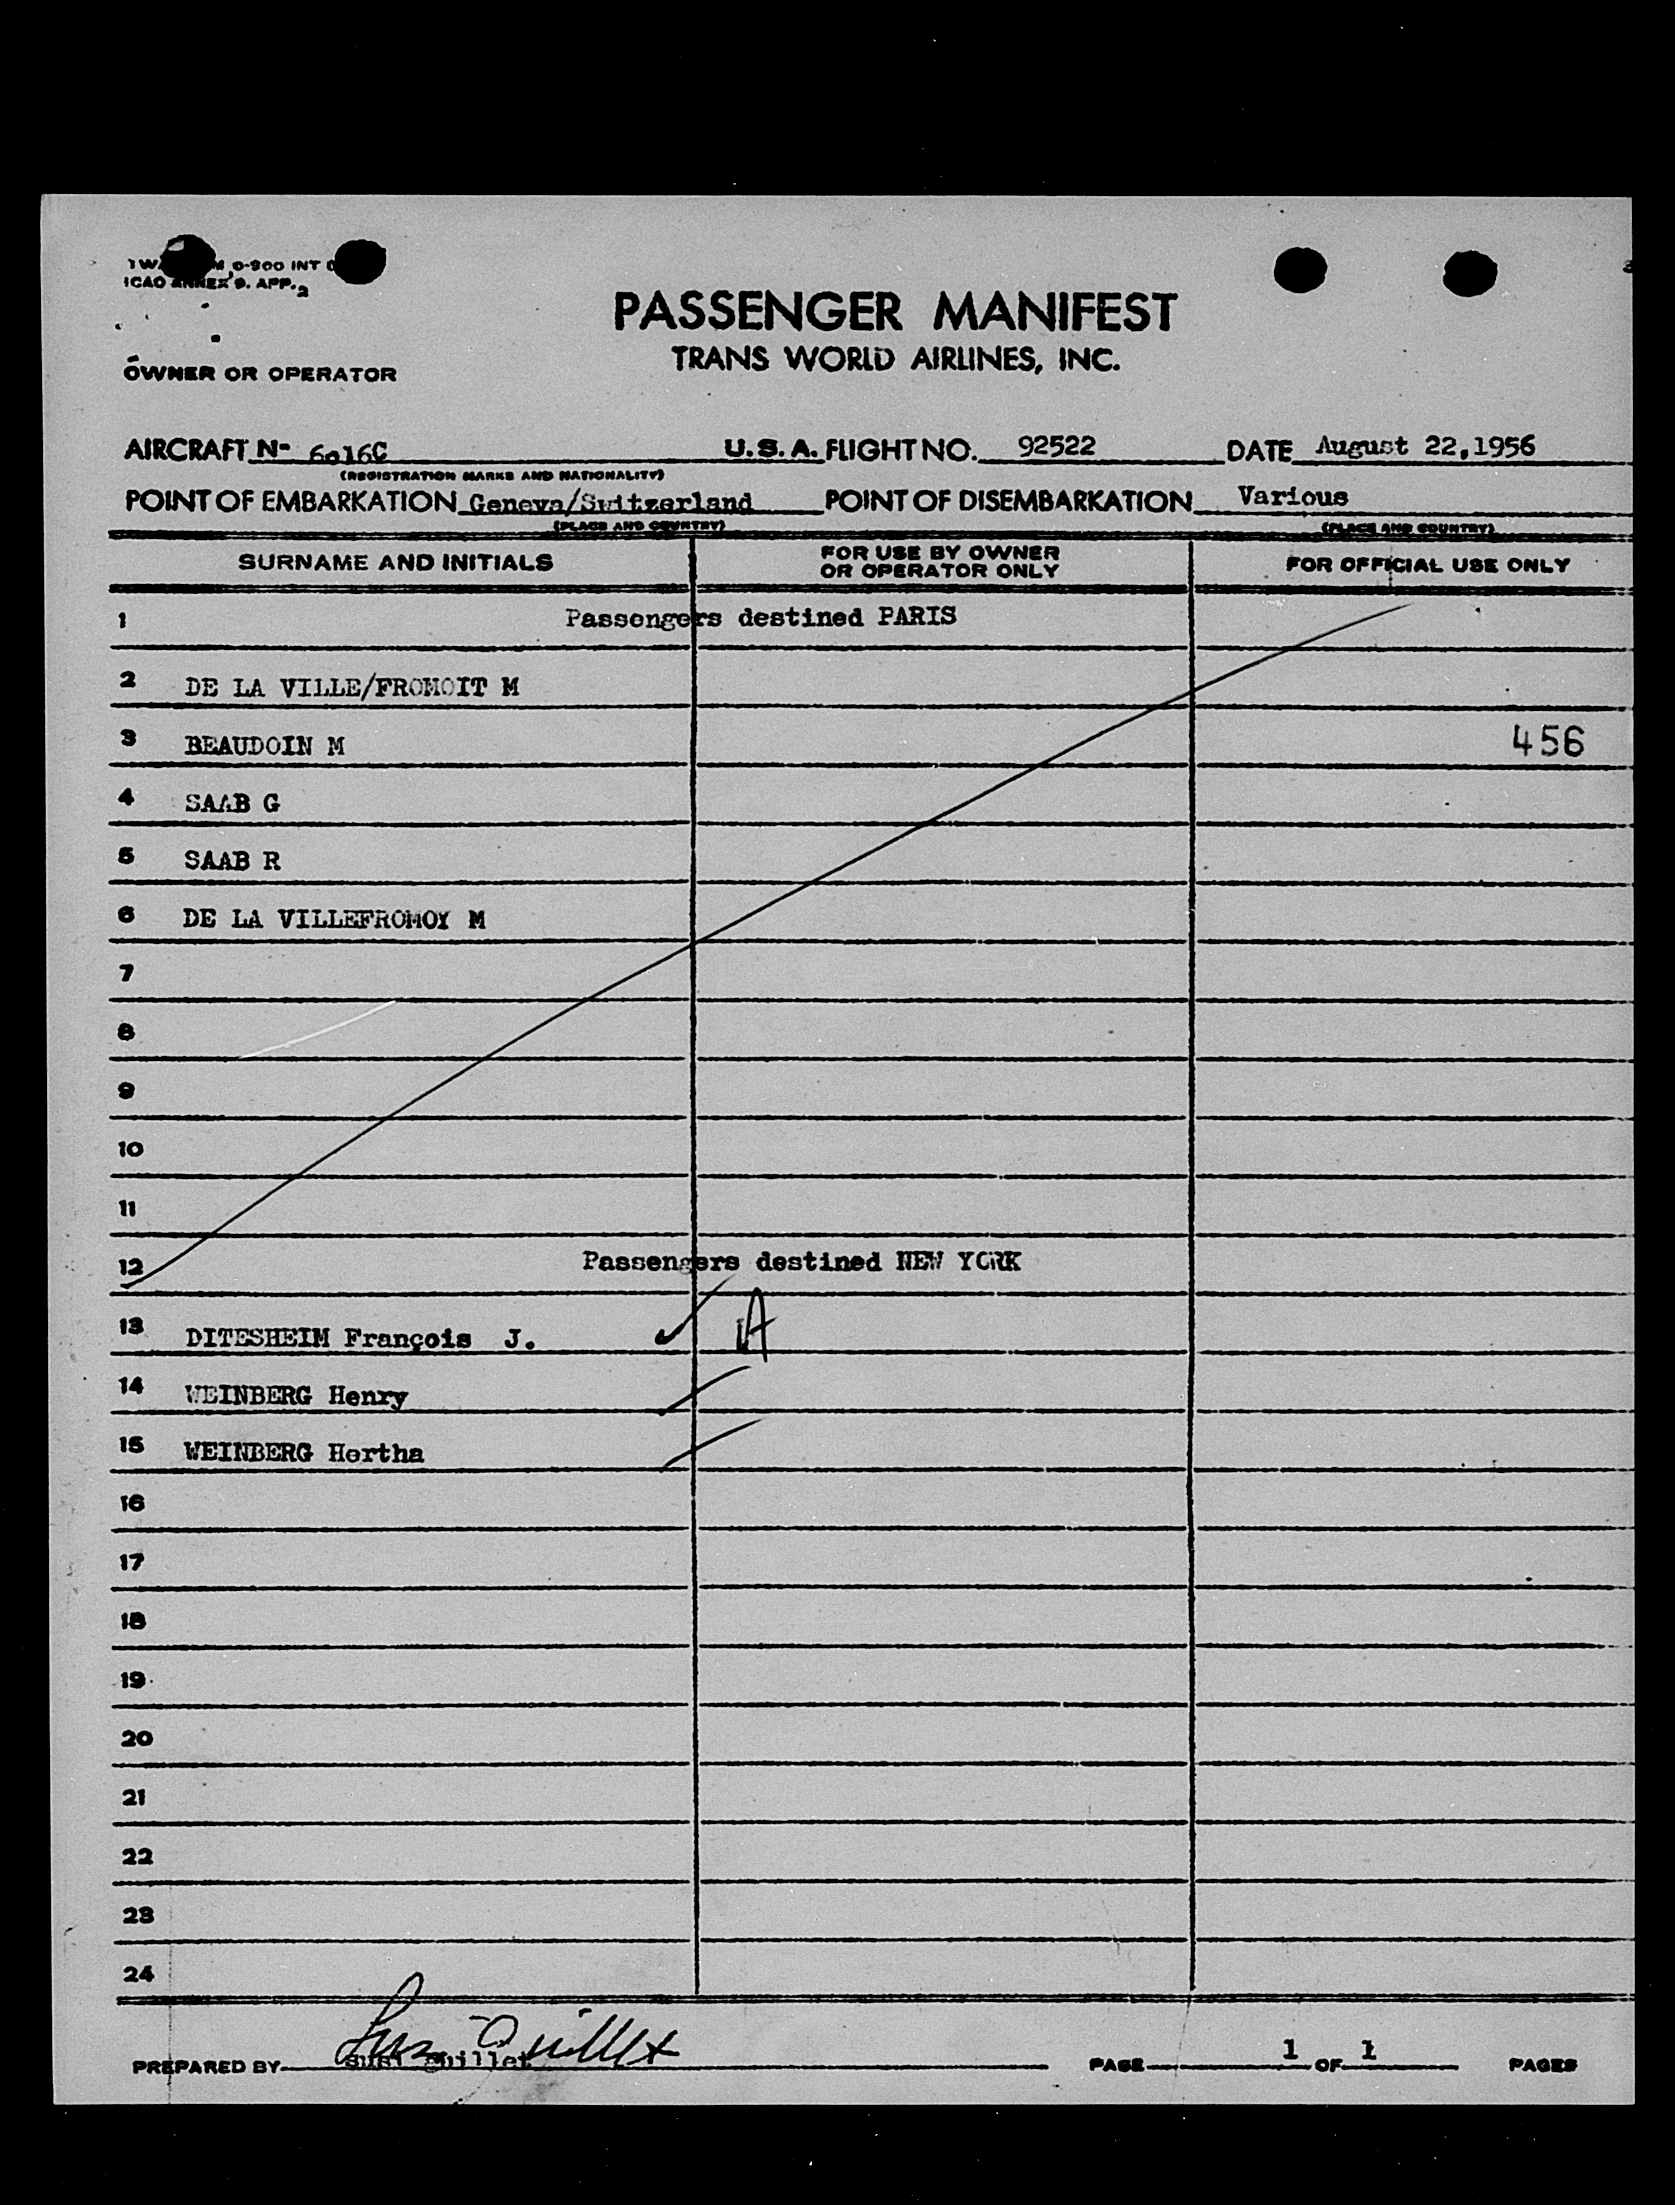 0-900 INT
ICAO ANNEX 9. APP. 2
PASSENGER MANIFEST
TRANS WORLD AIRLINES, INC.
OWNER OR OPERATOR
AIRCRAFT Nº 6016C U.S.A. FLIGHT NO. 92522 DATE August 22,1956
(REGISTRATION MARKS AND NATIONALITY)
POINT OF EMBARKATION Geneva/Switzerland POINT OF DISEMBARKATION Various
(PLACE AND COUNTRY) (PLACE AND COUNTRY)
SURNAME AND INITIALS FOR USE BY OWNER OR OPERATOR ONLY FOR OFFICIAL USE ONLY
1 Passengers destined PARIS
2 DE LA VILLE/FROMOIT M
3 BEAUDOIN M 456
4 SAAB G
5 SAAB R
6 DE LA VILLEFROMOY M
7
8
9
10
11
12 Passengers destined NEW YORK
13 DITESHEIM François J. A
14 WEINBERG Henry
15 WEINBERG Hertha
16
17
18
19
20
21
22
23
24
PREPARED BY PAGE 1 OF 1 PAGES